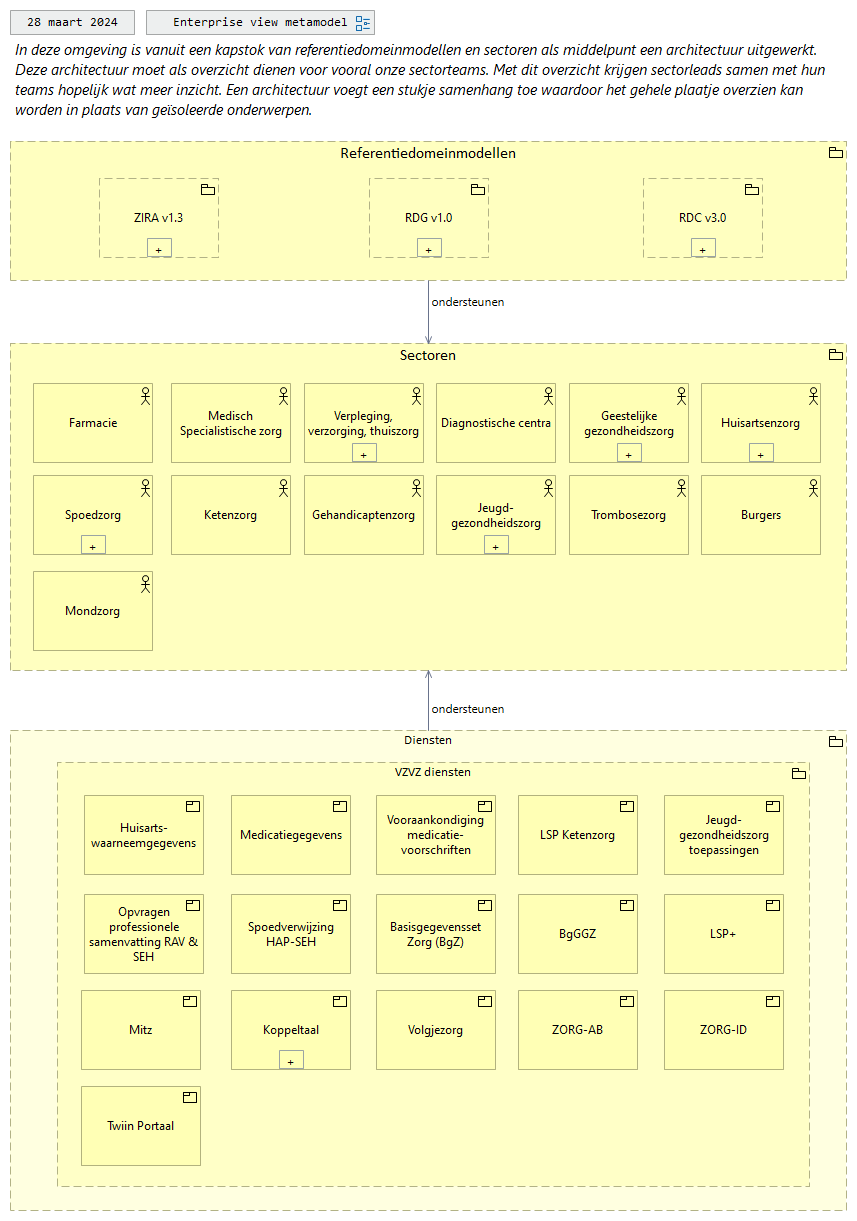 28 maart 2024
Enterprise view metamodel
In deze omgeving is vanuit een kapstok van referentiedomeinmodellen en sectoren als middelpunt een architectuur uitgewerkt.
Deze architectuur moet als overzicht dienen voor vooral onze sectorteams. Met dit overzicht krijgen sectorleads samen met hun
teams hopelijk wat meer inzicht. Een architectuur voegt een stukje samenhang toe waardoor het gehele plaatje overzien kan
worden in plaats van geïsoleerde onderwerpen.
Referentiedomeinmodellen
ZIRA v1.3
+
RDG v1.0
+
RDC v3.0
+
ondersteunen
Sectoren
Farmacie
Medisch
Specialistische zorg
Verpleging,
verzorging, thuiszorg
+
Diagnostische centra
Geestelijke
gezondheidszorg
+
Huisartsenzorg
+
Spoedzorg
+
Ketenzorg
Gehandicaptenzorg
Jeugd-
gezondheidszorg
+
Trombosezorg
Burgers
Mondzorg
ondersteunen
Diensten
VZVZ diensten
Huisarts-
waarneemgegevens
Medicatiegegevens
Vooraankondiging
medicatie-
voorschriften
LSP Ketenzorg
Jeugd-
gezondheidszorg
toepassingen
Opvragen
professionele
samenvatting RAV &
SEH
Spoedverwijzing
HAP-SEH
Basisgegevensset
Zorg (BgZ)
BgGGZ
LSP+
Mitz
Koppeltaal
+
Volgjezorg
ZORG-AB
ZORG-ID
Twiin Portaal